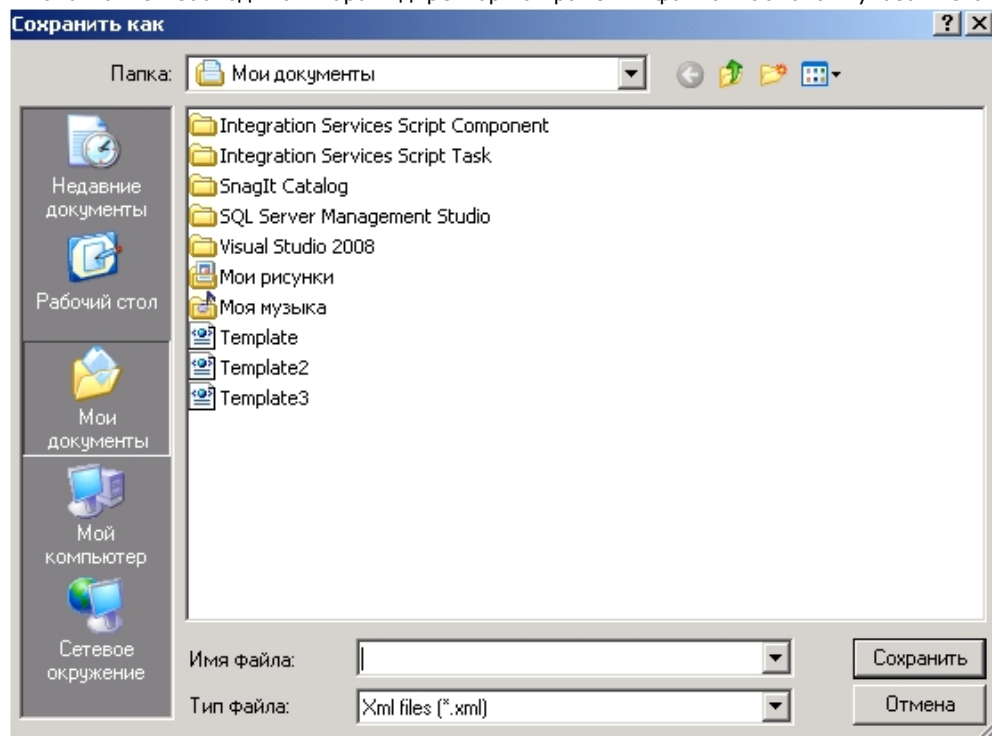 Сохранить как
Папка:
Мои документы
Недавние документы
Рабочий стол
Мои документы
Мой компьютер
Сетевое окружение
Integration Services Script Component
Integration Services Script Task
SnagIt Catalog
SQL Server Management Studio
Visual Studio 2008
Мои рисунки
Моя музыка
Template
Template2
Template3
Имя файла:
Сохранить
Тип файла:
Xml files (*.xml)
Отмена